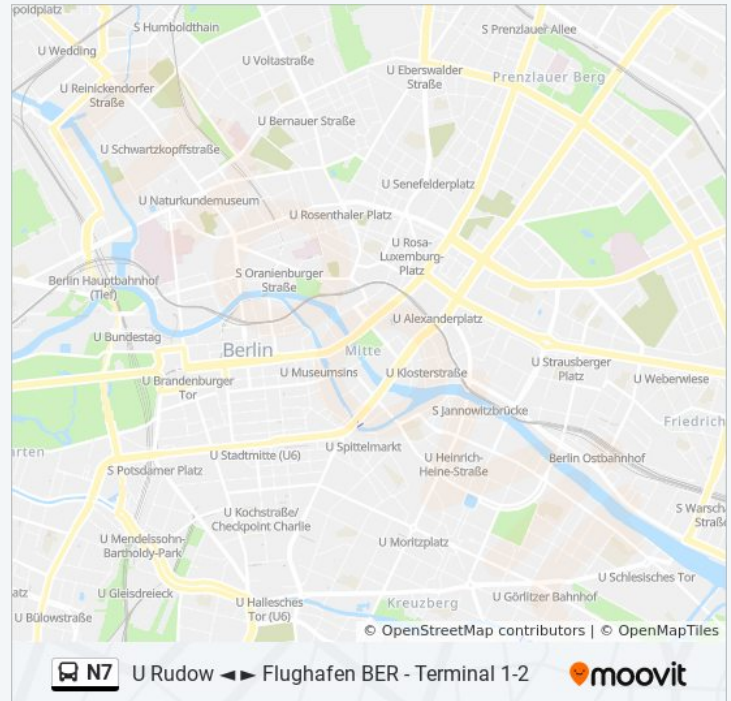 poldplatz
S Humboldthain
S Prenzlauer Allee
U Wedding
U Voltastraße
U Eberswalder
Straße
Prenzlauer Berg
U Reinickendorfer
Straße
U Bernauer Straße
U Schwartzkopffstraße
U Senefelderplatz
U Naturkundemuseum
U Rosenthaler Platz
U Rosa-
Luxemburg-
Platz
S Oranienburger
Straße
Berlin Hauptbahnhof
(Tief)
U Alexanderplatz
U Bundestag
Berlin
Mitte
U Strausberger
Platz
U Museumsins
U Klosterstraße
U Weberwiese
U Brandenburger
Tor
S Jannowitzbrücke
Friedrich
U Spittelmarkt
arten
U Stadtmitte (U6)
U Heinrich-
Heine-Straße
Berlin Ostbahnhof
S Potsdamer Platz
S Warsch
Straße
U Kochstraße/
Checkpoint Charlie
U Mendelssohn-
Bartholdy-Park
U Moritzplatz
U Schlesisches Tor
atz
U Gleisdreieck
U Hallesches
Tor (U6)
Kreuzberg
U Görlitzer Bahnhof
U Bülowstraße
© OpenStreetMap contributors | © OpenMapTiles
N7 U Rudow ◄► Flughafen BER - Terminal 1-2 moovit